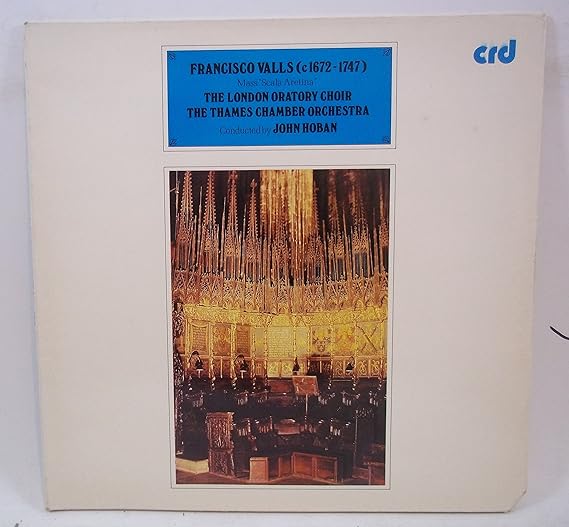 FRANCISCO VALLS (c1672-1747)
Mass 'Scala Aretina'
THE LONDON ORATORY CHOIR
THE THAMES CHAMBER ORCHESTRA
Conducted by JOHN HOBAN
crd